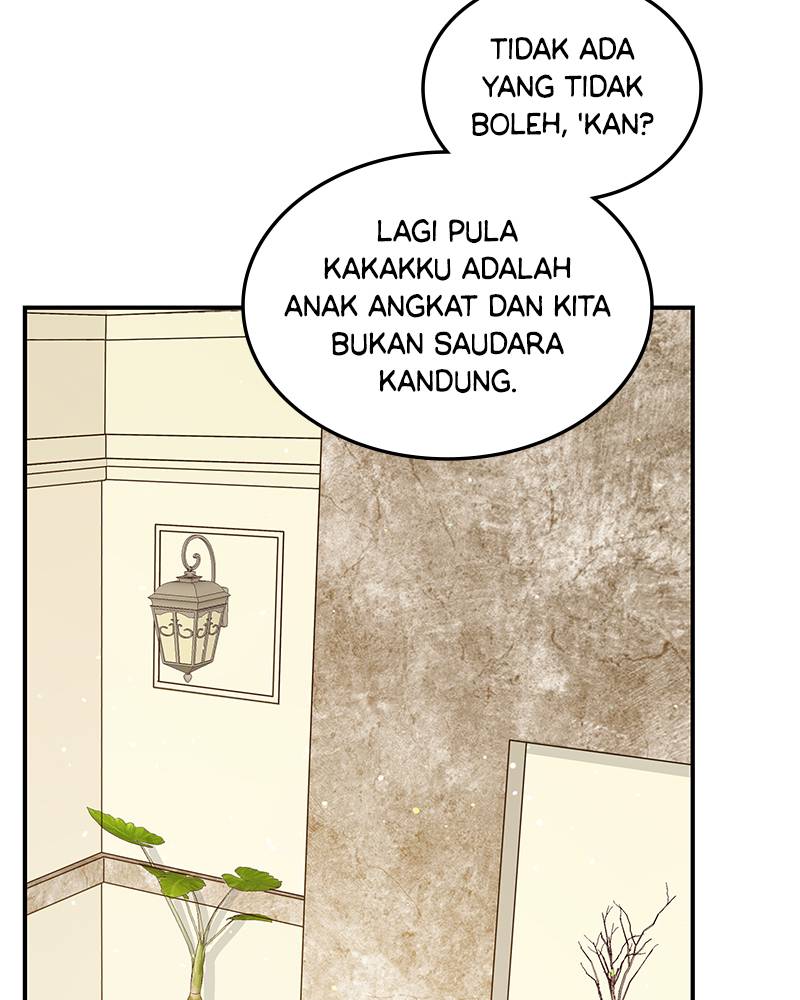 TIDAK ADA
YANG TIDAK
BOLEH, 'KAN?
LAGI PULA
KAKAKKU ADALAH
ANAK ANGKAT DAN KITA
BUKAN SAUDARA
KANDUNG.